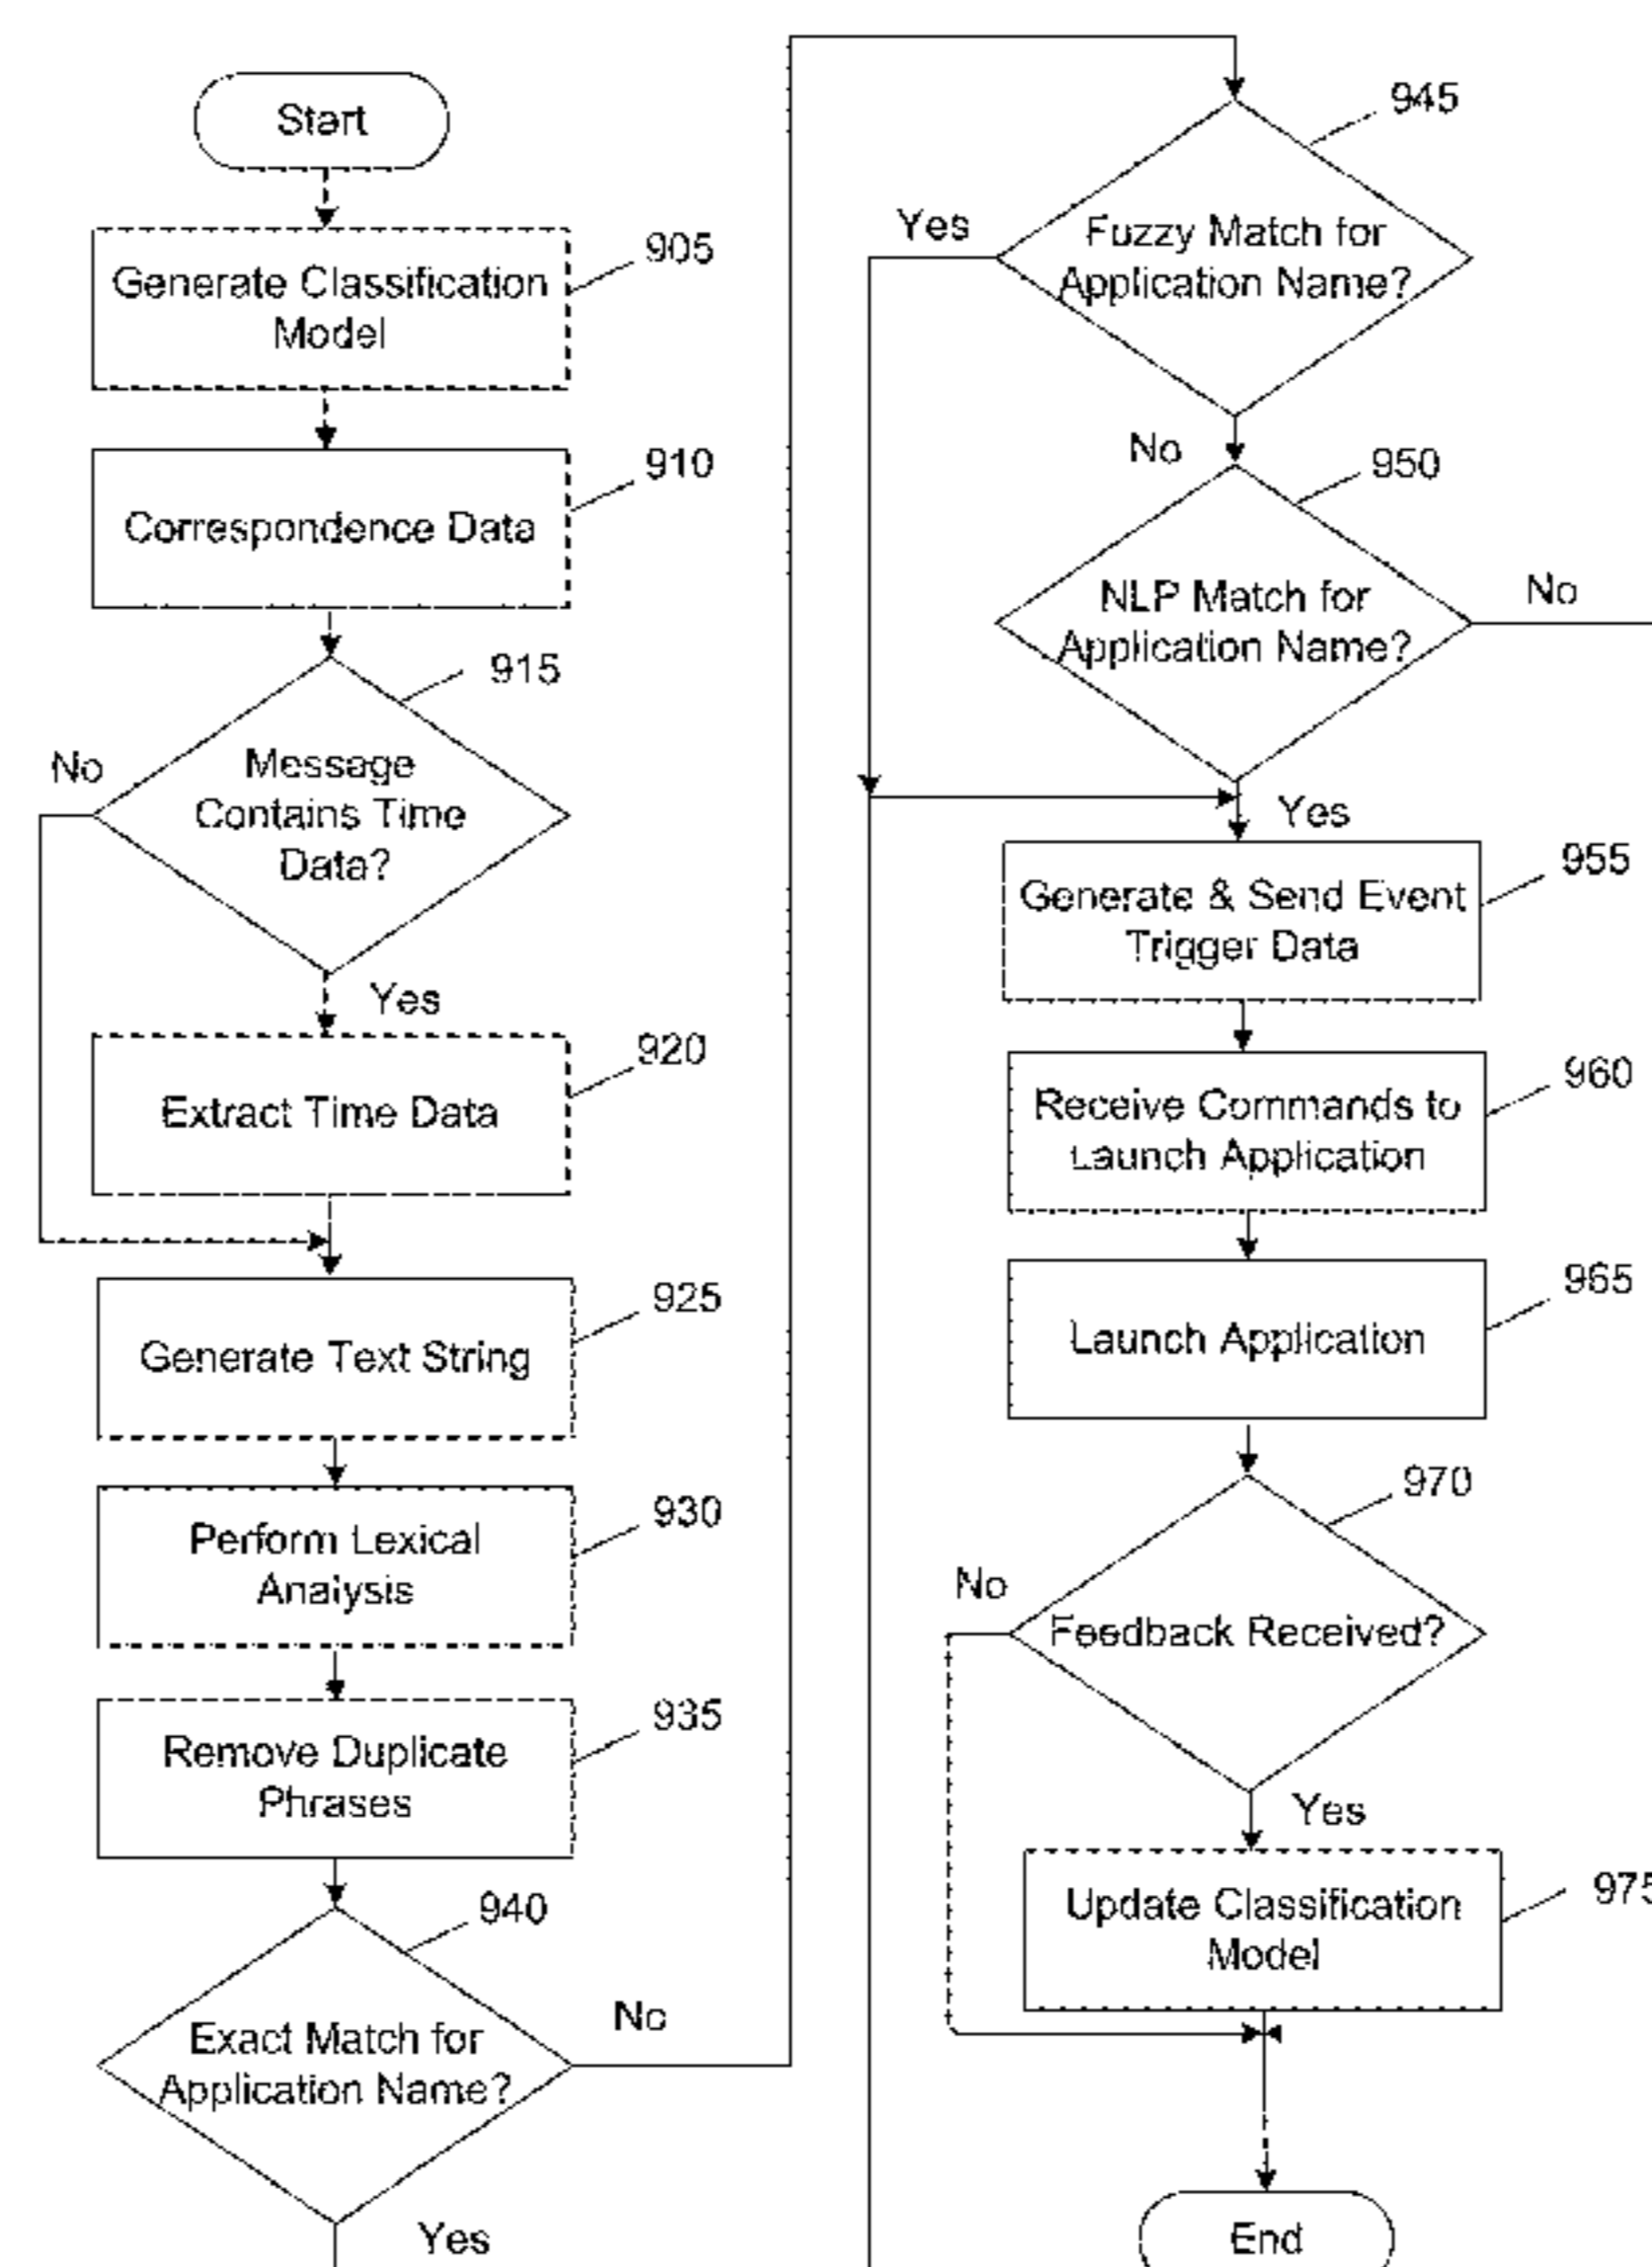 Start
905
Generate Classification
Model
910
Correspondence Data
915
No
Message
Contains Time
Data?
Yes
920
Extract Time Data
925
Generate Text String
930
Perform Lexical
Analysis
935
Remove Duplicate
Phrases
940
No
Exact Match for
Application Name?
Yes
945
Yes
Fuzzy Match for
Application Name?
No
950
NLP Match for
Application Name?
No
Yes
955
Generate & Send Event
Trigger Data
960
Receive Commands to
Launch Application
965
Launch Application
970
No
Feedback Received?
Yes
975
Update Classification
Model
End